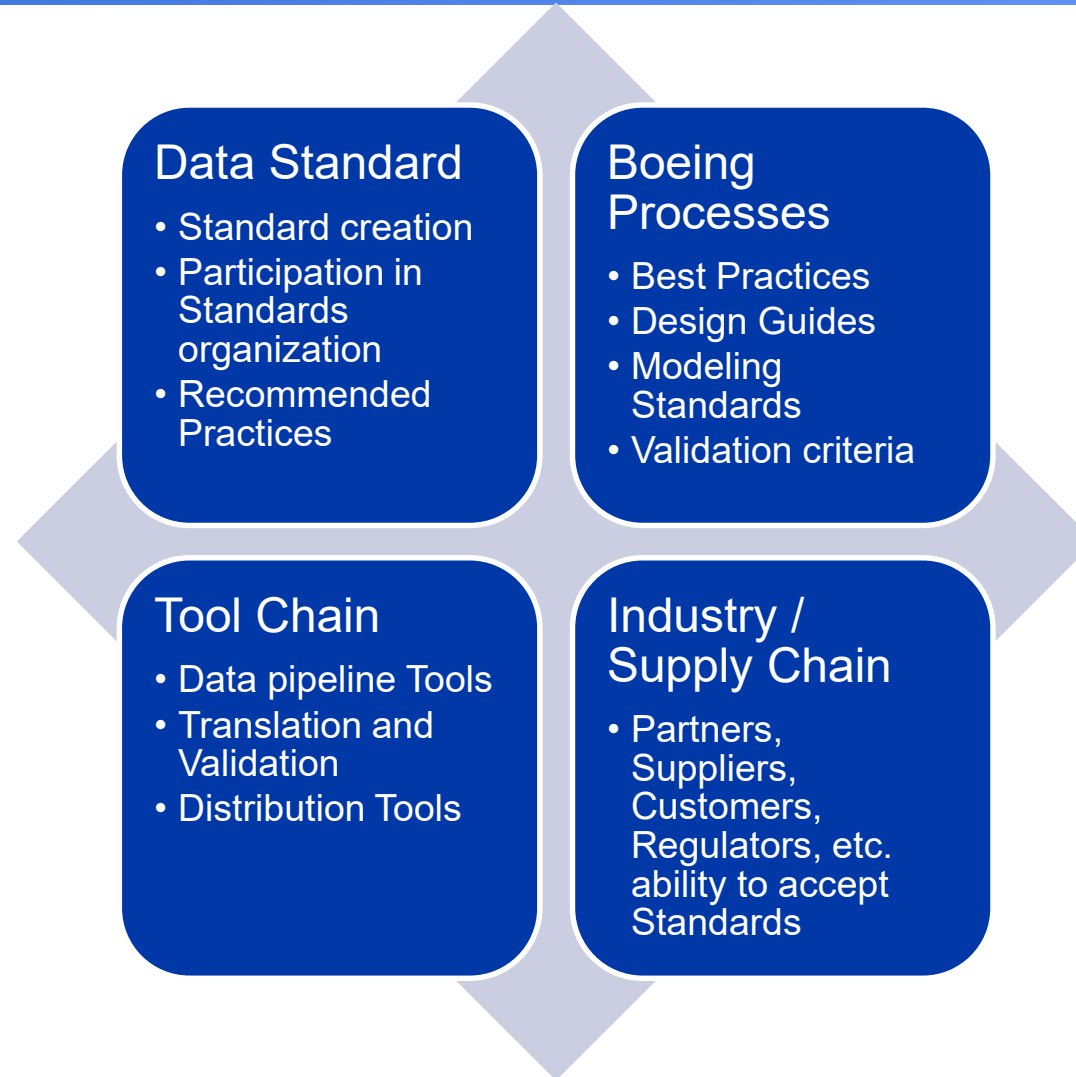 Data Standard
• Standard creation
• Participation in
Standards
organization
• Recommended
Practices
Boeing
Processes
• Best Practices
• Design Guides
• Modeling
Standards
• Validation criteria
Tool Chain
• Data pipeline Tools
• Translation and
Validation
• Distribution Tools
Industry /
Supply Chain
• Partners,
Suppliers,
Customers,
Regulators, etc.
ability to accept
Standards